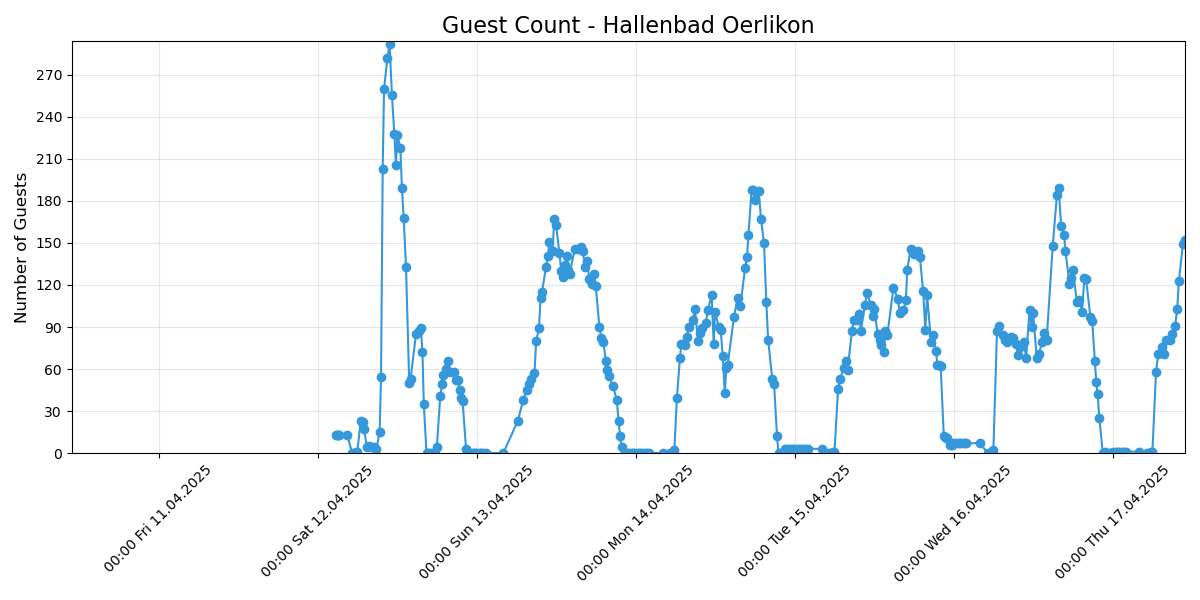 Guest Count - Hallenbad Oerlikon
Number of Guests
270
240
210
180
150
120
90
60
30
0
00:00 Fri 11.04.2025
00:00 Sat 12.04.2025
00:00 Sun 13.04.2025
00:00 Mon 14.04.2025
00:00 Tue 15.04.2025
00:00 Wed 16.04.2025
00:00 Thu 17.04.2025